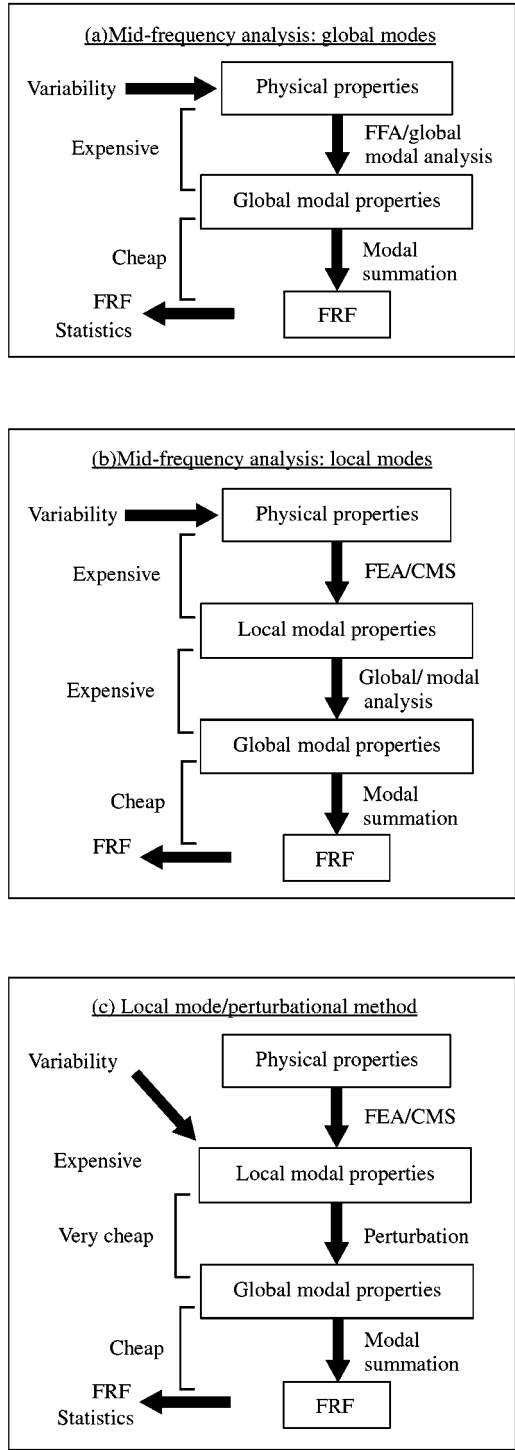 (a)Mid-frequency analysis: global modes
Variability
Physical properties
Expensive
FFA/global
modal analysis
Global modal properties
Cheap
Modal
summation
FRF
Statistics
FRF
(b)Mid-frequency analysis: local modes
Variability
Physical properties
Expensive
FEA/CMS
Local modal properties
Expensive
Global/ modal
analysis
Global modal properties
Cheap
Modal
summation
FRF
FRF
(c) Local mode/perturbational method
Variability
Physical properties
FEA/CMS
Expensive
Local modal properties
Very cheap
Perturbation
Global modal properties
Cheap
Modal
summation
FRF
Statistics
FRF